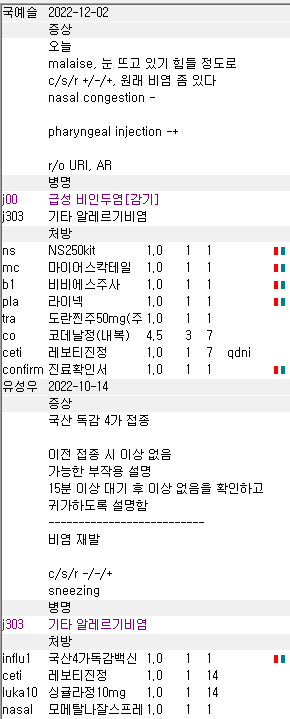 국예슬 2022-12-02
증상
오늘
malaise, 눈 뜨고 있기 힘들 정도로
c/s/r +/-/+, 원래 비염 좀 있다
nasal congestion -
pharyngeal injection -+
r/o URI, AR
병명
j00 급성 비인두염[감기]
j303 기타 알레르기비염
처방
ns NS250kit 1.0 1 1
mc 마이어스칵테일 1.0 1 1
b1 비비에스주사 1.0 1 1
pla 라이넥 1.0 1 1
tra 도란찐주50mg(주 1.0 1 1
co 코데날정(내복) 4.5 3 7
ceti 레보티진정 1.0 1 7 qdni
confirm 진료확인서 1.0 1 1
유성우 2022-10-14
증상
국산 독감 4가 접종
이전 접종 시 이상 없음
가능한 부작용 설명
15분 이상 대기 후 이상 없음을 확인하고
귀가하도록 설명함
--------------------------
비염 재발
c/s/r -/-/+
sneezing
병명
j303 기타 알레르기비염
처방
influ1 국산4가독감백신 1.0 1 1
ceti 레보티진정 1.0 1 14
luka10 싱귤라정10mg 1.0 1 14
nasal 모메탈나잘스프레 1.0 1 1